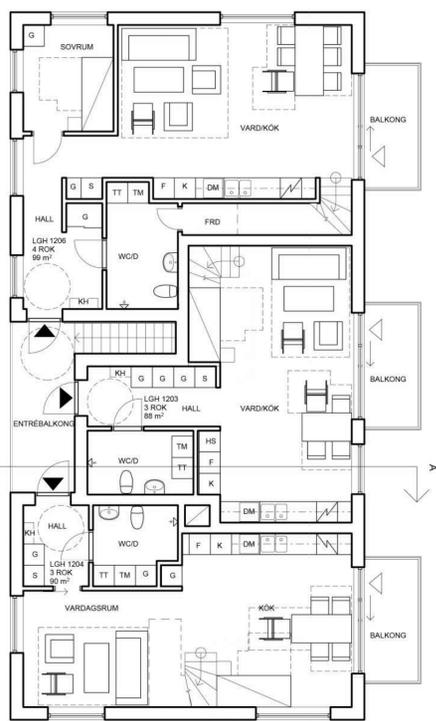 G
SOVRUM
VARD/KÖK
BALKONG
G S
TT TM
F K DM
HALL
G
FRD
LGH 1206
4 ROK
99 m²
WC/D
KH
KH G G G S
LGH 1203
3 ROK
88 m²
HALL
VARD/KÖK
BALKONG
ENTRÉBALKONG
WC/D
TM
TT
HS
F
K
A
DM
HALL
KH
G
S
WC/D
F K DM
LGH 1204
3 ROK
90 m²
TT TM G
G
VARDAGSRUM
KÖK
BALKONG